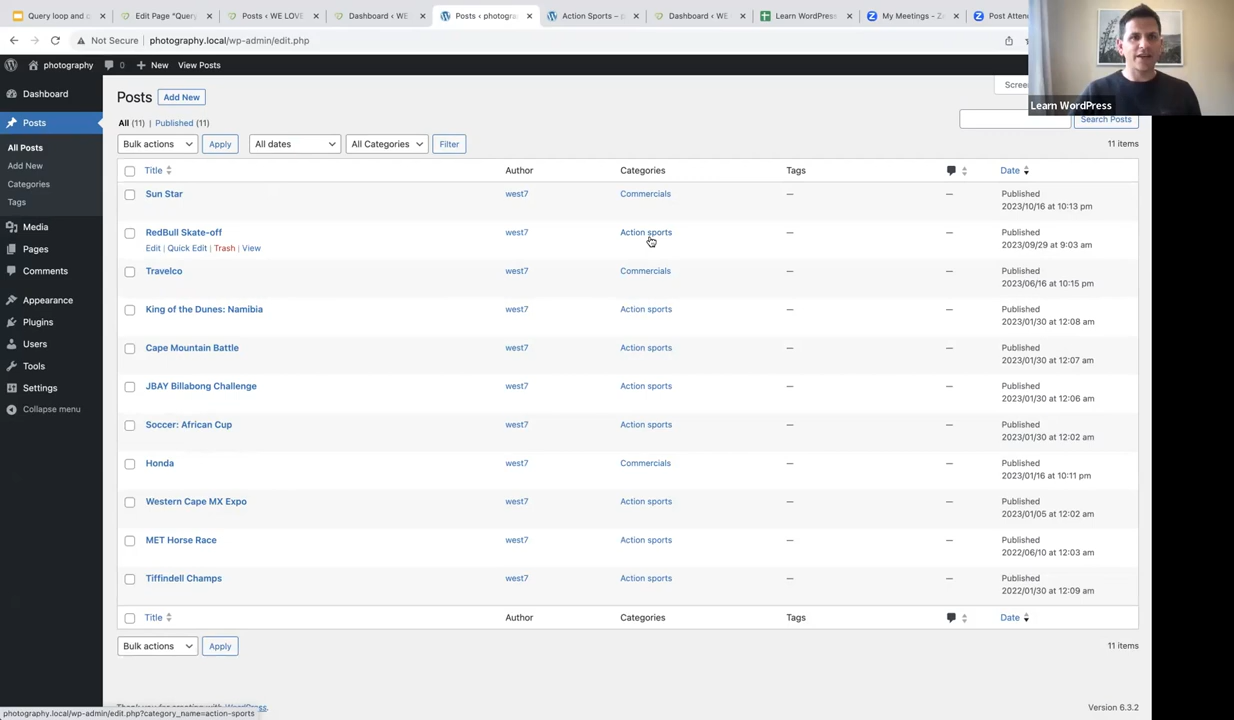 Query loop and c
Edit Page "Query
Posts ‹ WE LOVE
Dashboard ‹ WE
Posts ‹ photogra
Action Sports – p
Dashboard ‹ WE
Learn WordPress
My Meetings - Z
Post Attend
Not Secure | photography.local/wp-admin/edit.php
photography 0 New View Posts
Learn WordPress
Dashboard
Posts
All Posts
Add New
Categories
Tags
Media
Pages
Comments
Appearance
Plugins
Users
Tools
Settings
Collapse menu
Posts Add New
Screen
All (11) | Published (11)
Search Posts
Bulk actions Apply All dates All Categories Filter 11 items
Title Author Categories Tags Date
Sun Star west7 Commercials — — Published
2023/10/16 at 10:13 pm
RedBull Skate-off west7 Action sports — — Published
Edit | Quick Edit | Trash | View 2023/09/29 at 9:03 am
Travelco west7 Commercials — — Published
2023/06/16 at 10:15 pm
King of the Dunes: Namibia west7 Action sports — — Published
2023/01/30 at 12:08 am
Cape Mountain Battle west7 Action sports — — Published
2023/01/30 at 12:07 am
JBAY Billabong Challenge west7 Action sports — — Published
2023/01/30 at 12:06 am
Soccer: African Cup west7 Action sports — — Published
2023/01/30 at 12:02 am
Honda west7 Commercials — — Published
2023/01/16 at 10:11 pm
Western Cape MX Expo west7 Action sports — — Published
2023/01/05 at 12:02 am
MET Horse Race west7 Action sports — — Published
2022/06/10 at 12:03 am
Tiffindell Champs west7 Action sports — — Published
2022/01/30 at 12:09 am
Title Author Categories Tags Date
Bulk actions Apply 11 items
Thank you for creating with WordPress. Version 6.3.2
photography.local/wp-admin/edit.php?category_name=action-sports